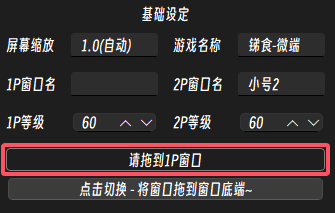 基础设定
屏幕缩放 1.0(自动) 游戏名称 锑食-微端
1P窗口名 2P窗口名 小号2
1P等级 60 2P等级 60
请拖到1P窗口
点击切换 - 将窗口拖到窗口底端~